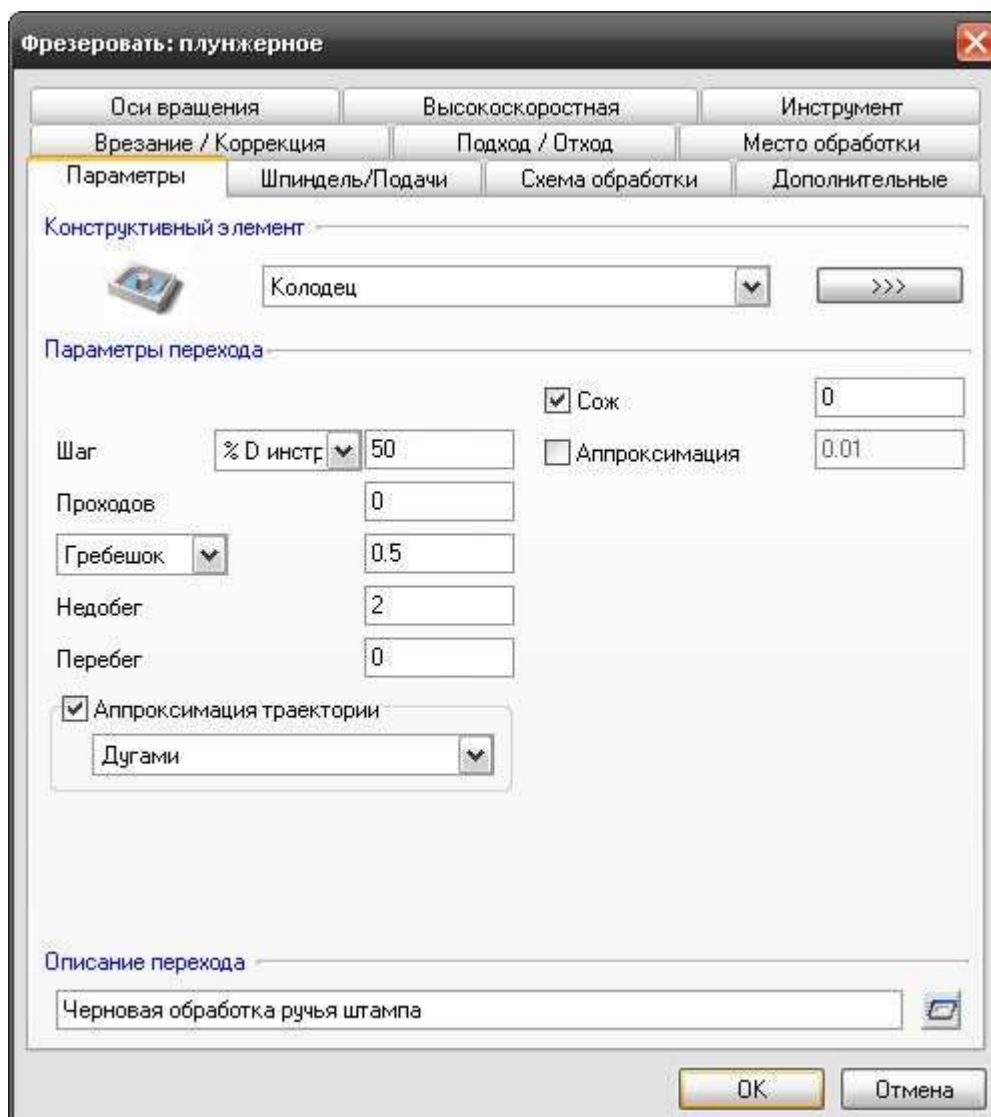 Фрезеровать: плунжерное
Оси вращения Высокоскоростная Инструмент
Врезание / Коррекция Подход / Отход Место обработки
Параметры Шпиндель/Подачи Схема обработки Дополнительные
Конструктивный элемент
Колодец >>>
Параметры перехода
Сож 0
Шаг % D инстр 50 Аппроксимация 0.01
Проходов 0
Гребешок 0.5
Недобег 2
Перебег 0
Аппроксимация траектории
Дугами
Описание перехода
Черновая обработка ручья штампа
OK Отмена